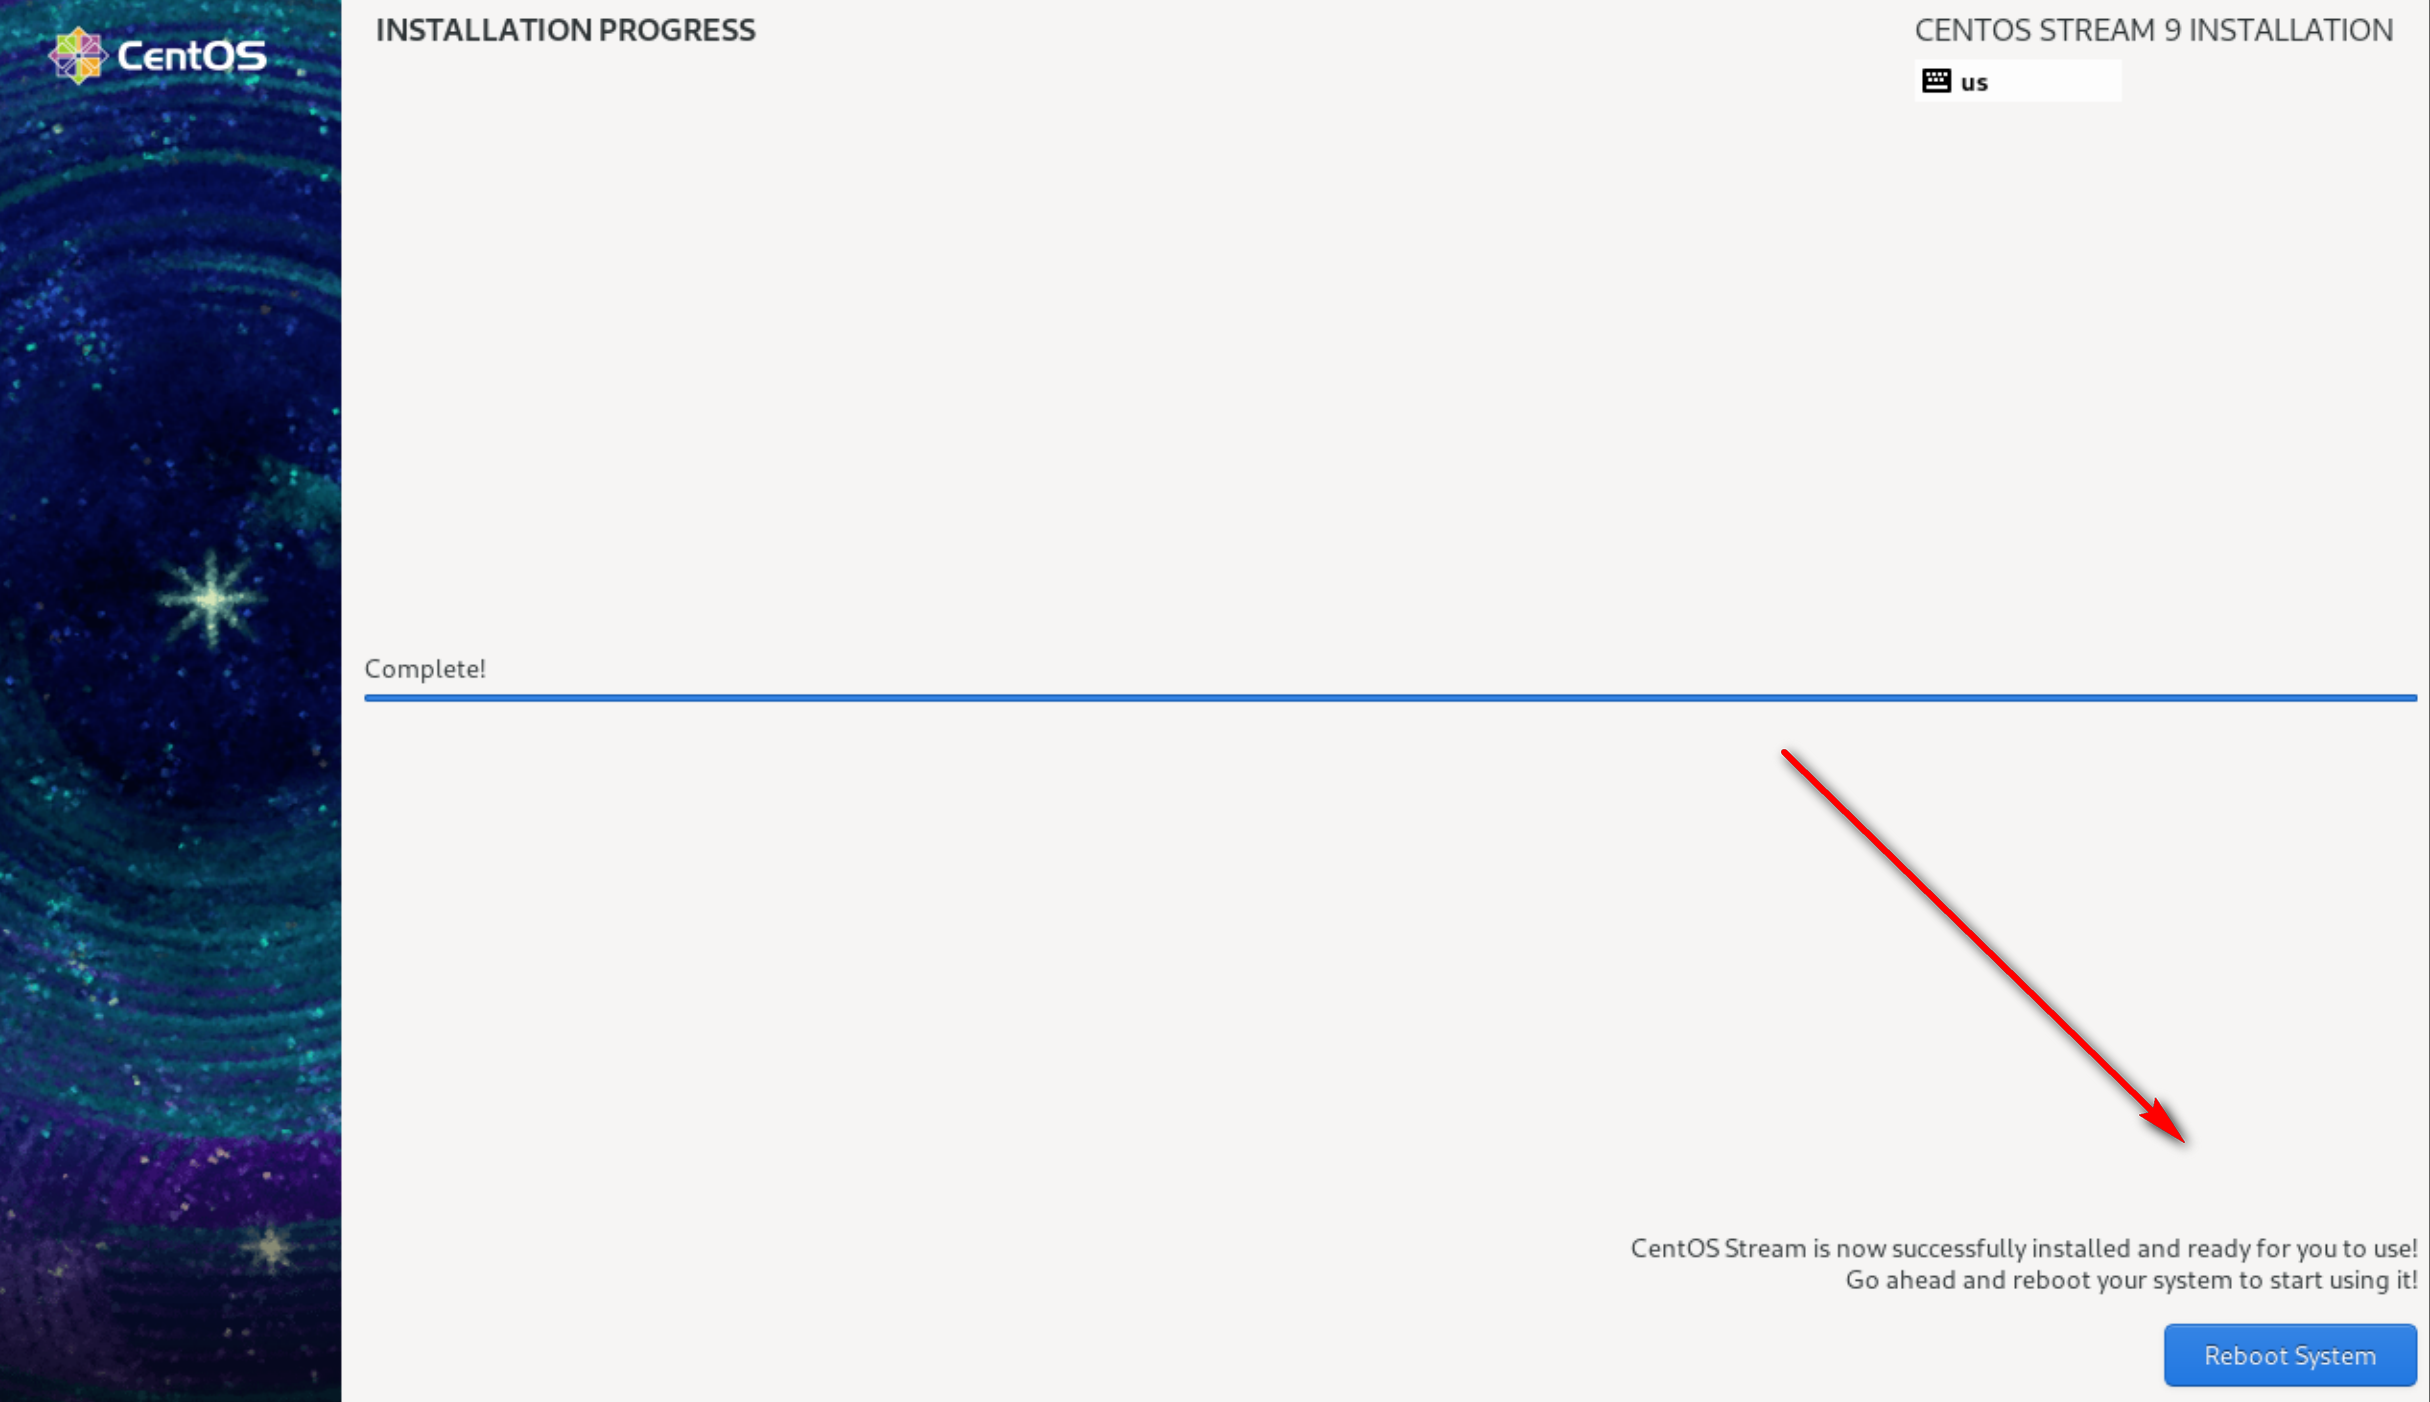 CentOS
INSTALLATION PROGRESS
CENTOS STREAM 9 INSTALLATION
us
Complete!
CentOS Stream is now successfully installed and ready for you to use!
Go ahead and reboot your system to start using it!
Reboot System